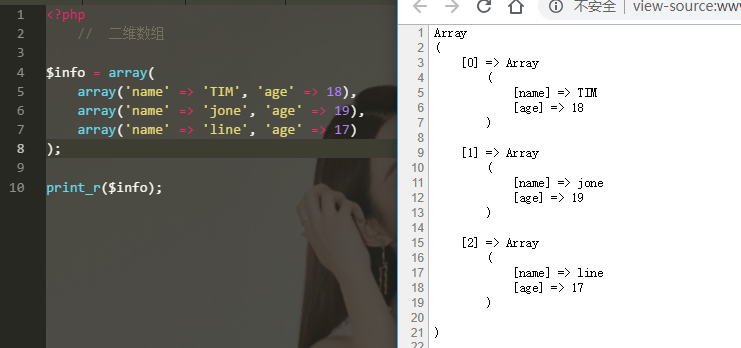 1 <?php
2     //  二维数组
3
4 $info = array(
5     array('name' => 'TIM', 'age' => 18),
6     array('name' => 'jone', 'age' => 19),
7     array('name' => 'line', 'age' => 17)
8 );
9
10 print_r($info);
不安全 | view-source:www
1 Array
2 (
3     [0] => Array
4         (
5             [name] => TIM
6             [age] => 18
7         )
8
9     [1] => Array
10         (
11             [name] => jone
12             [age] => 19
13         )
14
15     [2] => Array
16         (
17             [name] => line
18             [age] => 17
19         )
20
21 )
22